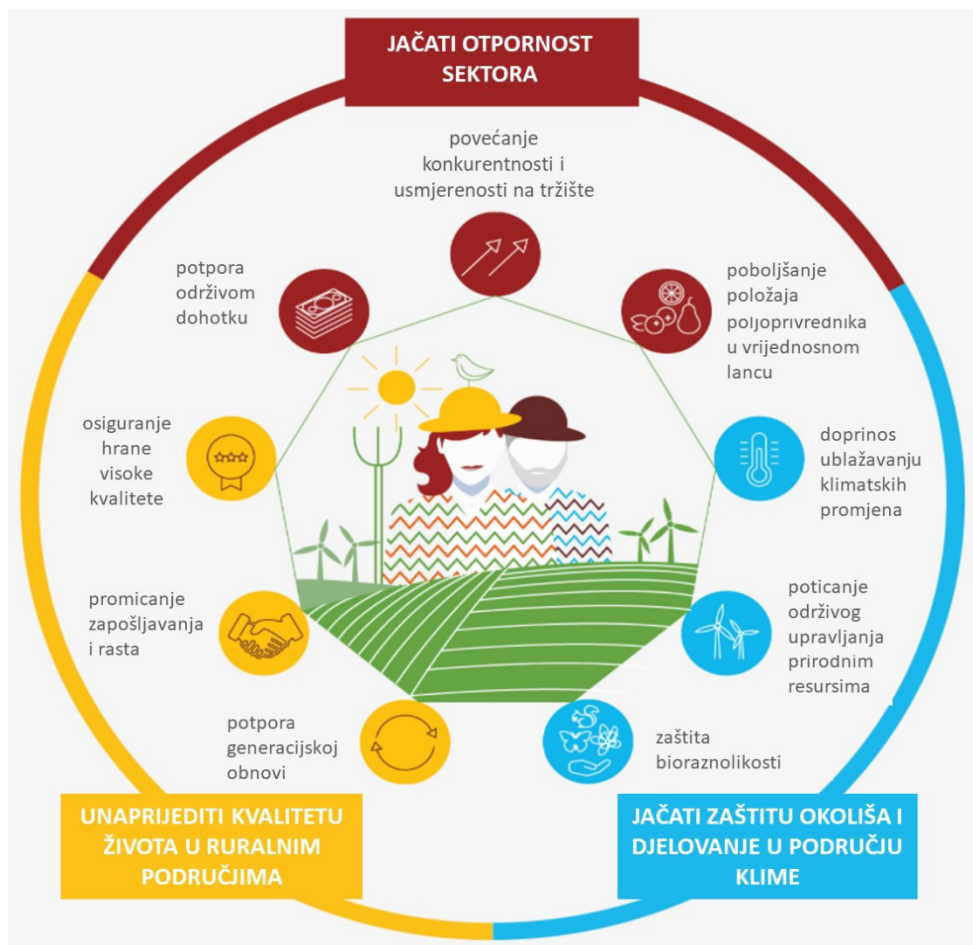 JAČATI OTPORNOST
SEKTORA
povećanje
konkurentnosti i
usmjerenosti na tržište
potpora
održivom
dohotku
poboljšanje
položaja
poljoprivrednika
u vrijednosnom
lancu
osiguranje
hrane
visoke
kvalitete
doprinos
ublažavanju
klimatskih
promjena
promicanje
zapošljavanja
i rasta
poticanje
održivog
upravljanja
prirodnim
resursima
potpora
generacijskoj
obnovi
zaštita
bioraznolikosti
UNAPRIJEDITI KVALITETU
ŽIVOTA U RURALNIM
PODRUČJIMA
JAČATI ZAŠTITU OKOLIŠA I
DJELOVANJE U PODRUČJU
KLIME